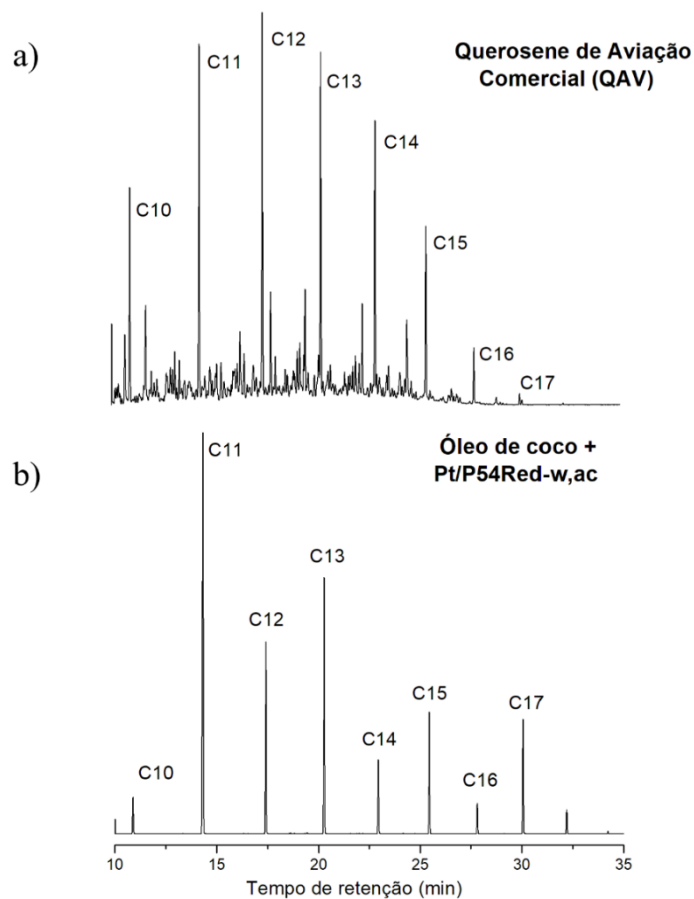 a)
Querosene de Aviação
Comercial (QAV)
C10
C11
C12
C13
C14
C15
C16
C17
b)
Óleo de coco +
Pt/P54Red-w,ac
C10
C11
C12
C13
C14
C15
C16
C17
10 15 20 25 30 35
Tempo de retenção (min)